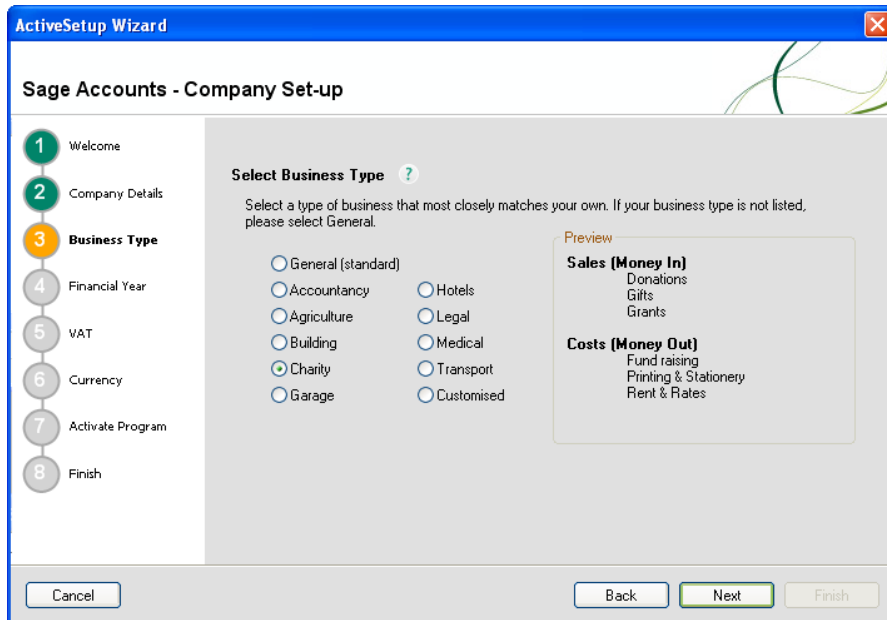 ActiveSetup Wizard
Sage Accounts - Company Set-up
1 Welcome
2 Company Details
3 Business Type
4 Financial Year
5 VAT
6 Currency
7 Activate Program
8 Finish
Select Business Type ?
Select a type of business that most closely matches your own. If your business type is not listed,
please select General.
General (standard)
Accountancy
Agriculture
Building
Charity
Garage
Hotels
Legal
Medical
Transport
Customised
Preview
Sales (Money In)
Donations
Gifts
Grants
Costs (Money Out)
Fund raising
Printing & Stationery
Rent & Rates
Cancel
Back
Next
Finish